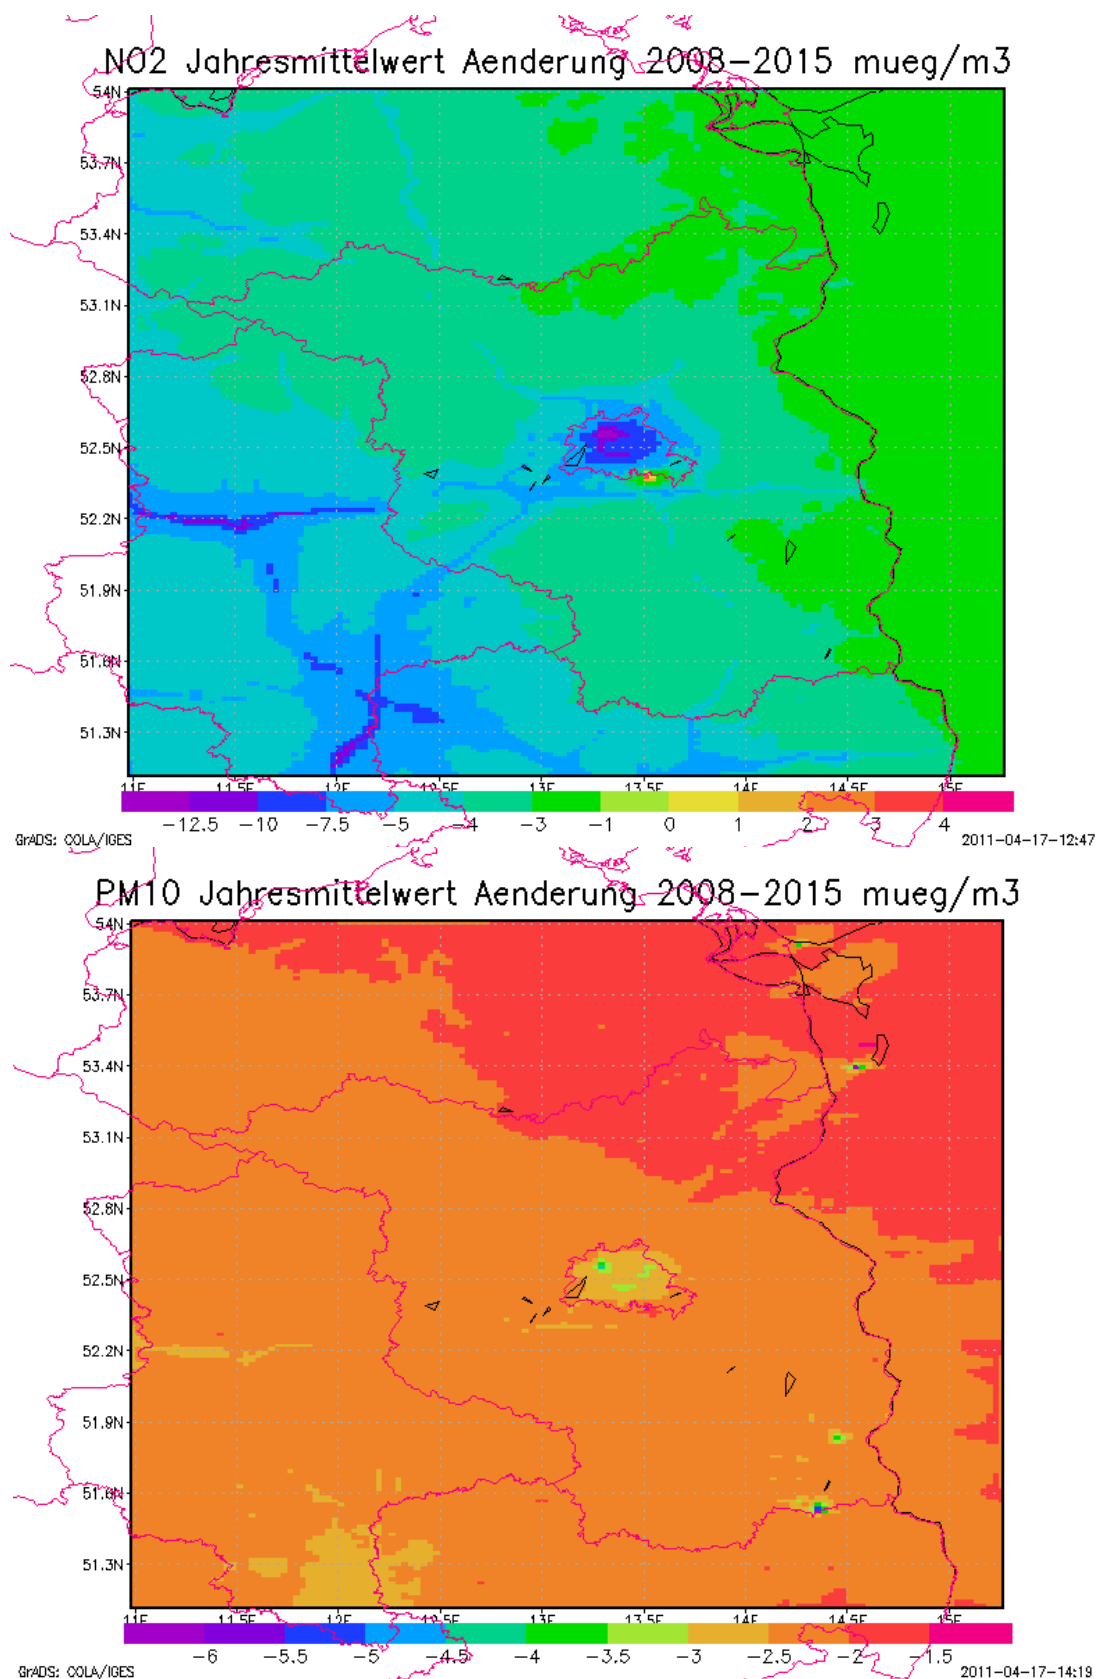 NO2 Jahresmittelwert Aenderung 2008-2015 mueg/m3
54N
53.7N
53.4N
53.1N
52.8N
52.5N
52.2N
51.9N
51.6N
51.3N
11E 11.5E 12E 12.5E 13E 13.5E 14E 14.5E 15E
-12.5 -10 -7.5 -5 -4 -3 -1 0 1 2 3 4
GrADS: COLA/IGES 2011-04-17-12:47
PM10 Jahresmittelwert Aenderung 2008-2015 mueg/m3
54N
53.7N
53.4N
53.1N
52.8N
52.5N
52.2N
51.9N
51.6N
51.3N
11E 11.5E 12E 12.5E 13E 13.5E 14E 14.5E 15E
-6 -5.5 -5 -4.5 -4 -3.5 -3 -2.5 -2 -1.5
GrADS: COLA/IGES 2011-04-17-14:19